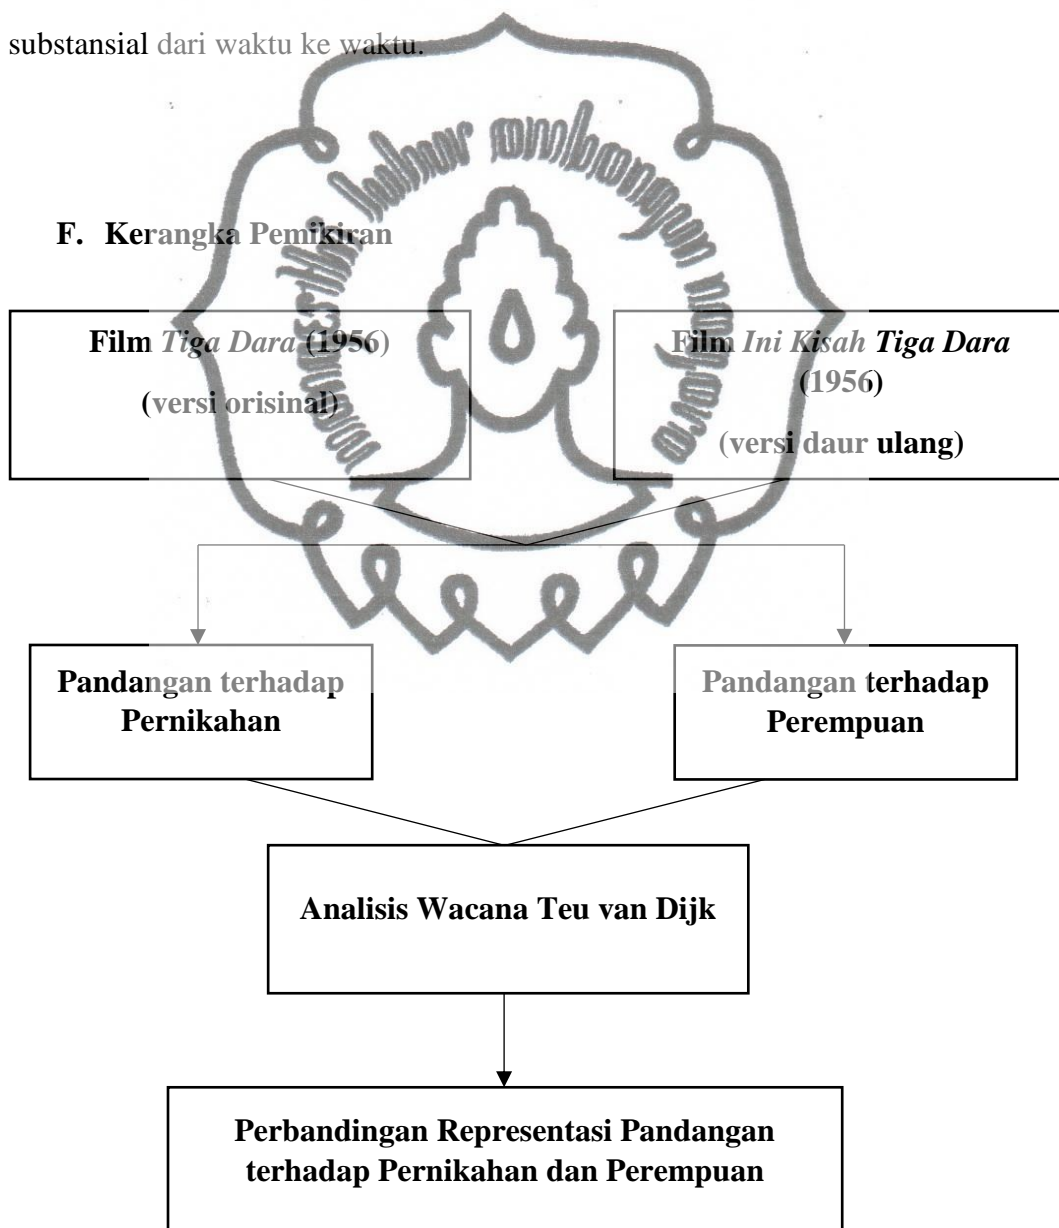 substansial dari waktu ke waktu.
F. Kerangka Pemikiran
Film Tiga Dara (1956)
(versi orisinal)
Film Ini Kisah Tiga Dara
(1956)
(versi daur ulang)
Pandangan terhadap
Pernikahan
Pandangan terhadap
Perempuan
Analisis Wacana Teu van Dijk
Perbandingan Representasi Pandangan
terhadap Pernikahan dan Perempuan